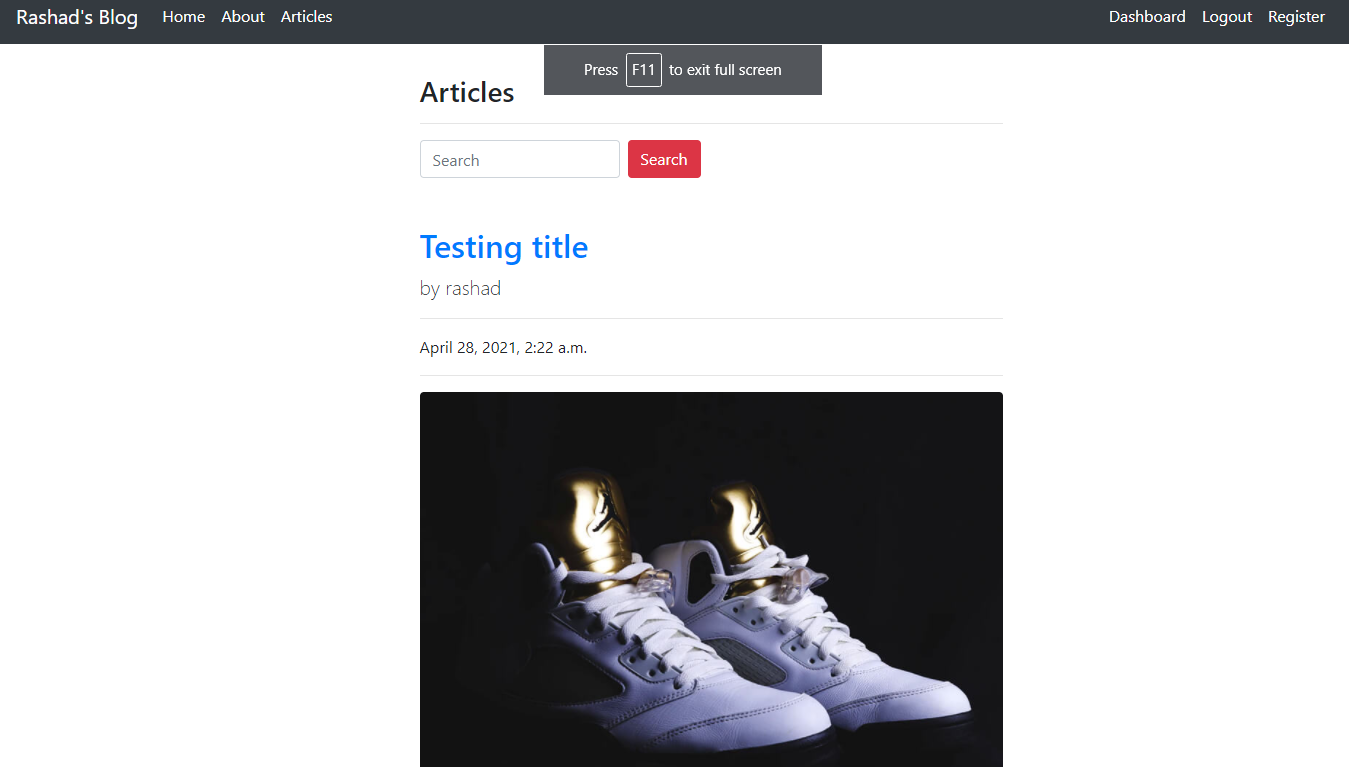 Rashad's Blog Home About Articles Dashboard Logout Register
Press F11 to exit full screen
Articles
Search Search
Testing title
by rashad
April 28, 2021, 2:22 a.m.